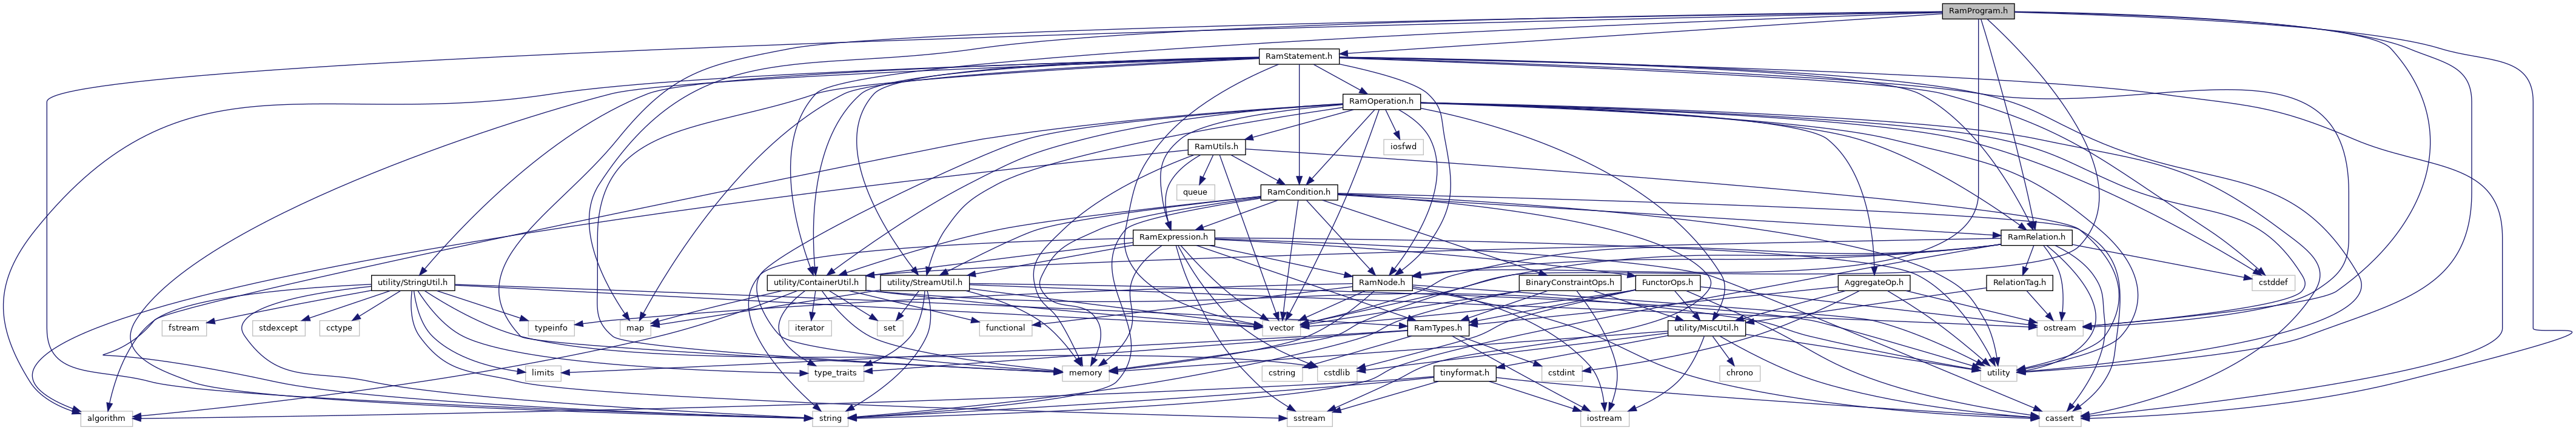 RamProgram.h
RamStatement.h
RamOperation.h
RamUtils.h
iosfwd
queue
RamCondition.h
RamExpression.h
RamRelation.h
utility/StringUtil.h
utility/ContainerUtil.h
utility/StreamUtil.h
RamNode.h
BinaryConstraintOps.h
FunctorOps.h
AggregateOp.h
RelationTag.h
cstddef
fstream
stdexcept
cctype
typeinfo
map
iterator
set
functional
vector
RamTypes.h
utility/MiscUtil.h
ostream
limits
type_traits
memory
cstring
cstdlib
tinyformat.h
cstdint
chrono
utility
algorithm
string
sstream
iostream
cassert